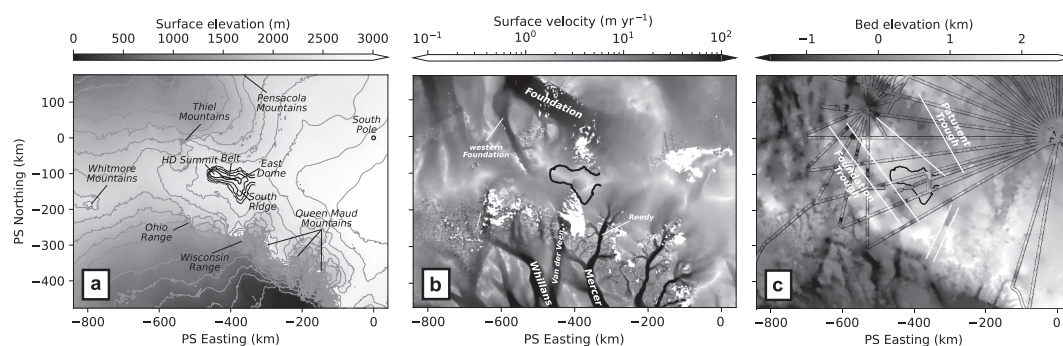 Surface elevation (m)
0 500 1000 1500 2000 2500 3000
Surface velocity (m yr⁻¹)
10⁻¹ 10⁰ 10¹ 10²
Bed elevation (km)
−1 0 1 2
PS Northing (km)
100
0
−100
−200
−300
−400
Pensacola
Mountains
Thiel
Mountains
South
Pole
HD Summit
Belt
East
Dome
Whitmore
Mountains
South
Ridge
Queen Maud
Mountains
Ohio
Range
Wisconsin
Range
a
−800 −600 −400 −200 0
PS Easting (km)
Foundation
western
Foundation
Reedy
Whillans
Van der Veen
Mercer
b
−800 −600 −400 −200 0
PS Easting (km)
Patuxent
Trough
Foundation
Trough
c
−800 −600 −400 −200 0
PS Easting (km)